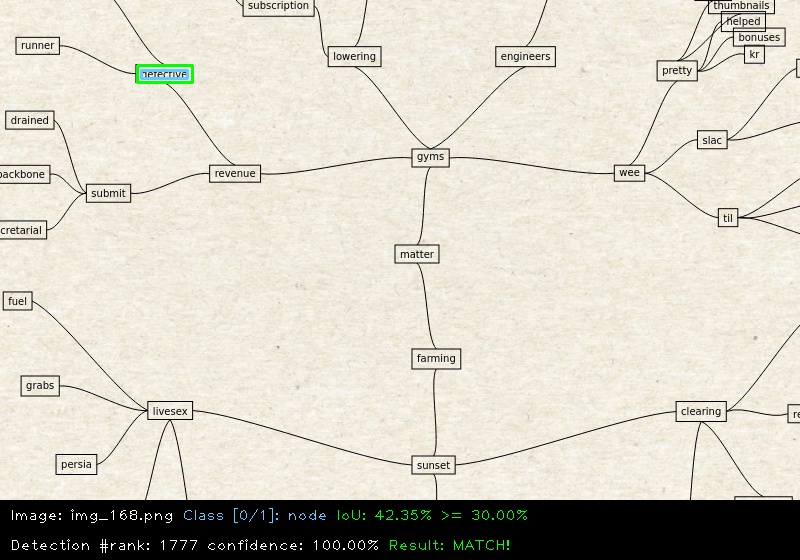 thumbnails
subscription
helped
bonuses
runner
kr
lowering
engineers
pretty
detective
drained
slac
gyms
backbone
revenue
wee
submit
til
cretarial
matter
fuel
farming
grabs
livesex
clearing
re
persia
sunset
Image: img_168.png Class [0/1]: node IoU: 42.35% >= 30.00%
Detection #rank: 1777 confidence: 100.00% Result: MATCH!